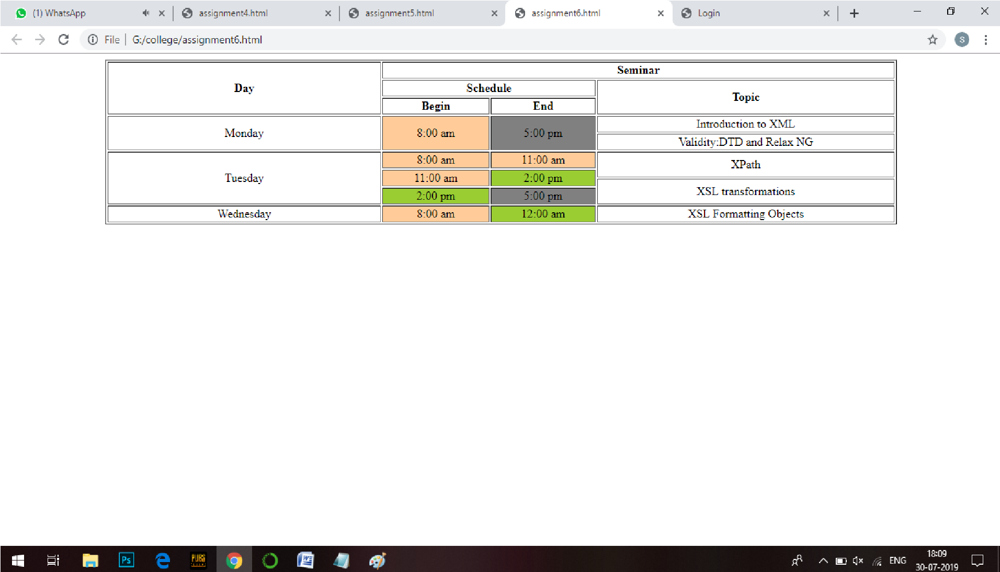 (1) WhatsApp assignment4.html assignment5.html assignment6.html Login
File G:/college/assignment6.html S
Seminar
Day Schedule Topic
Begin End
Monday 8:00 am 5:00 pm Introduction to XML
Validity:DTD and Relax NG
Tuesday 8:00 am 11:00 am XPath
11:00 am 2:00 pm
2:00 pm 5:00 pm XSL transformations
Wednesday 8:00 am 12:00 am XSL Formatting Objects
Ps PUBG W ENG 18:09
30-07-2019